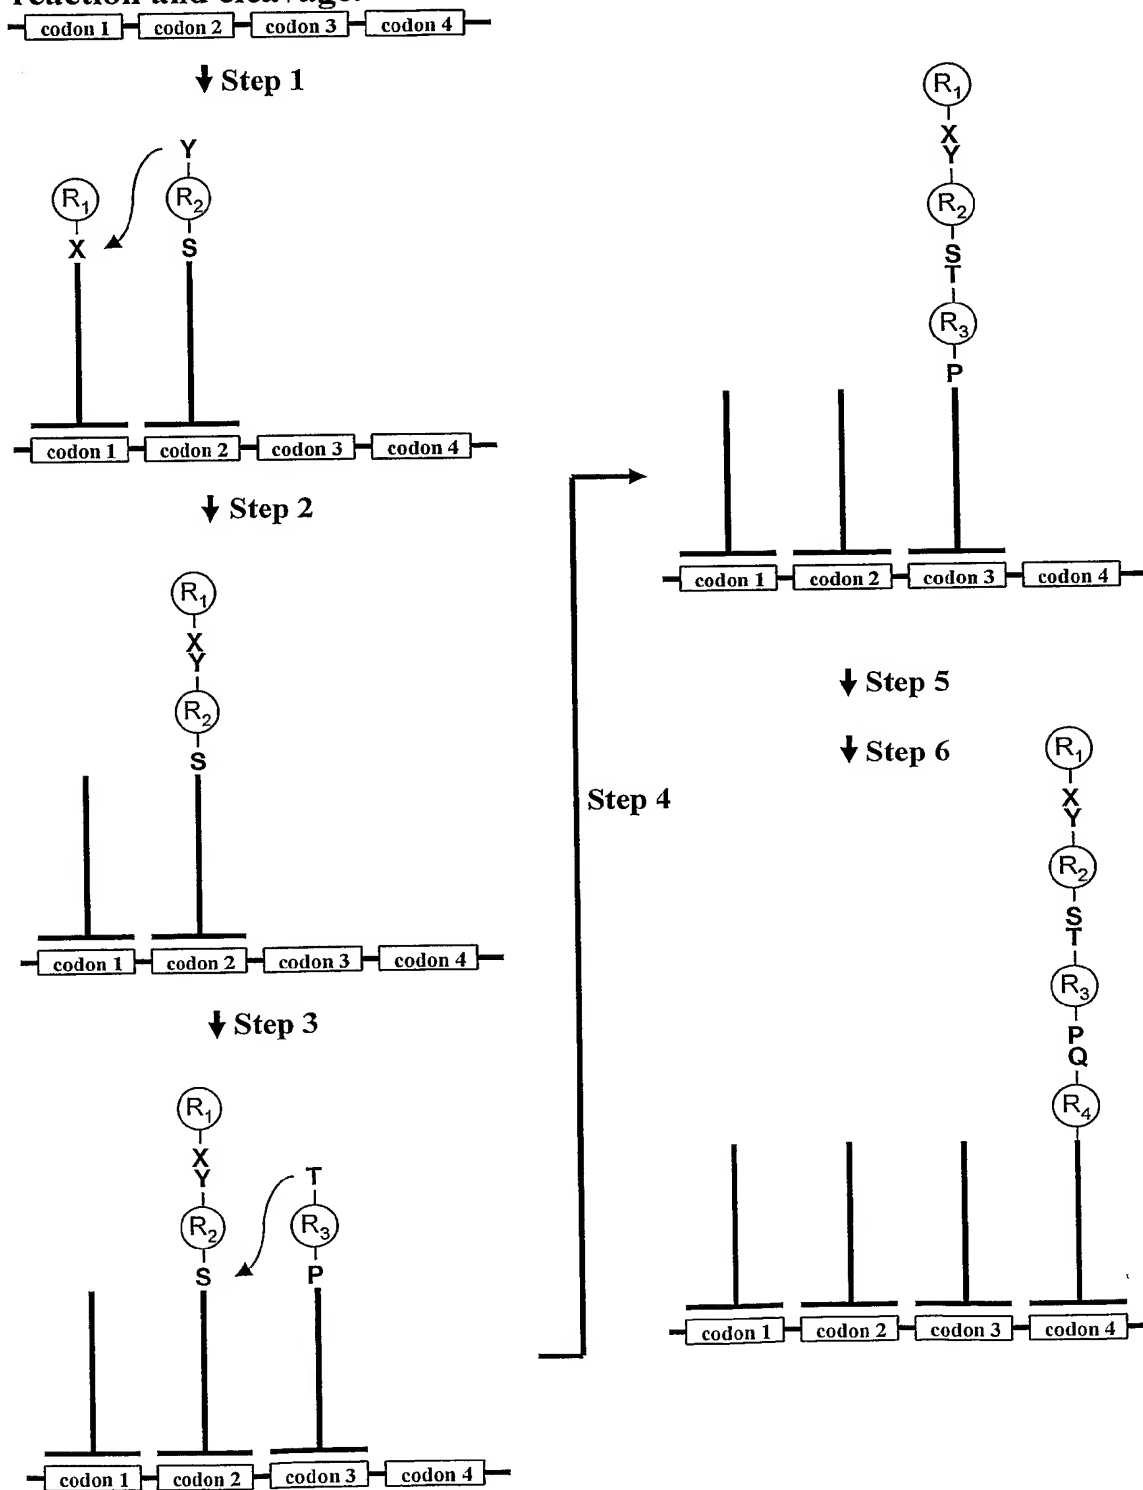 reaction and cleavage.
codon 1 codon 2 codon 3 codon 4
Step 1
Y
R1 R2
X S
codon 1 codon 2 codon 3 codon 4
Step 2
R1
X
Y
R2
S
codon 1 codon 2 codon 3 codon 4
Step 3
R1
X
Y T
R2 R3
S P
codon 1 codon 2 codon 3 codon 4
Step 4
R1
X
Y
R2
S
T
R3
P
codon 1 codon 2 codon 3 codon 4
Step 5
Step 6
R1
X
Y
R2
S
T
R3
P
Q
R4
codon 1 codon 2 codon 3 codon 4